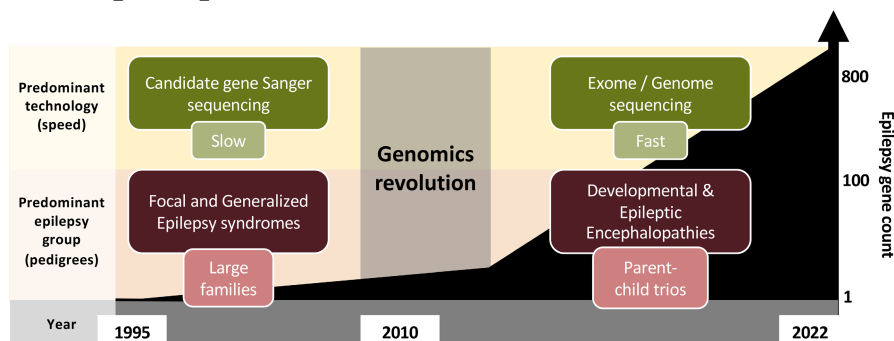 Predominant
technology
(speed)
Candidate gene Sanger
sequencing
Slow
Genomics
revolution
Exome / Genome
sequencing
Fast
Predominant
epilepsy
group
(pedigrees)
Focal and Generalized
Epilepsy syndromes
Large
families
Developmental &
Epileptic
Encephalopathies
Parent-
child trios
800
100
1
Epilepsy gene count
Year
1995
2010
2022